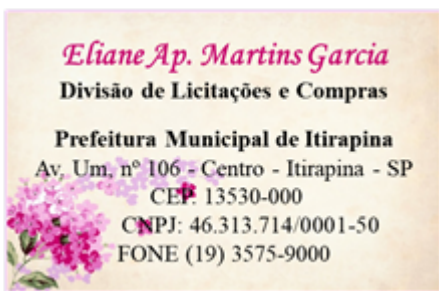 Eliane Ap. Martins Garcia
Divisão de Licitações e Compras
Prefeitura Municipal de Itirapina
Av, Um, nº 106 - Centro - Itirapina - SP
CEP: 13530-000
CNPJ: 46.313.714/0001-50
FONE (19) 3575-9000